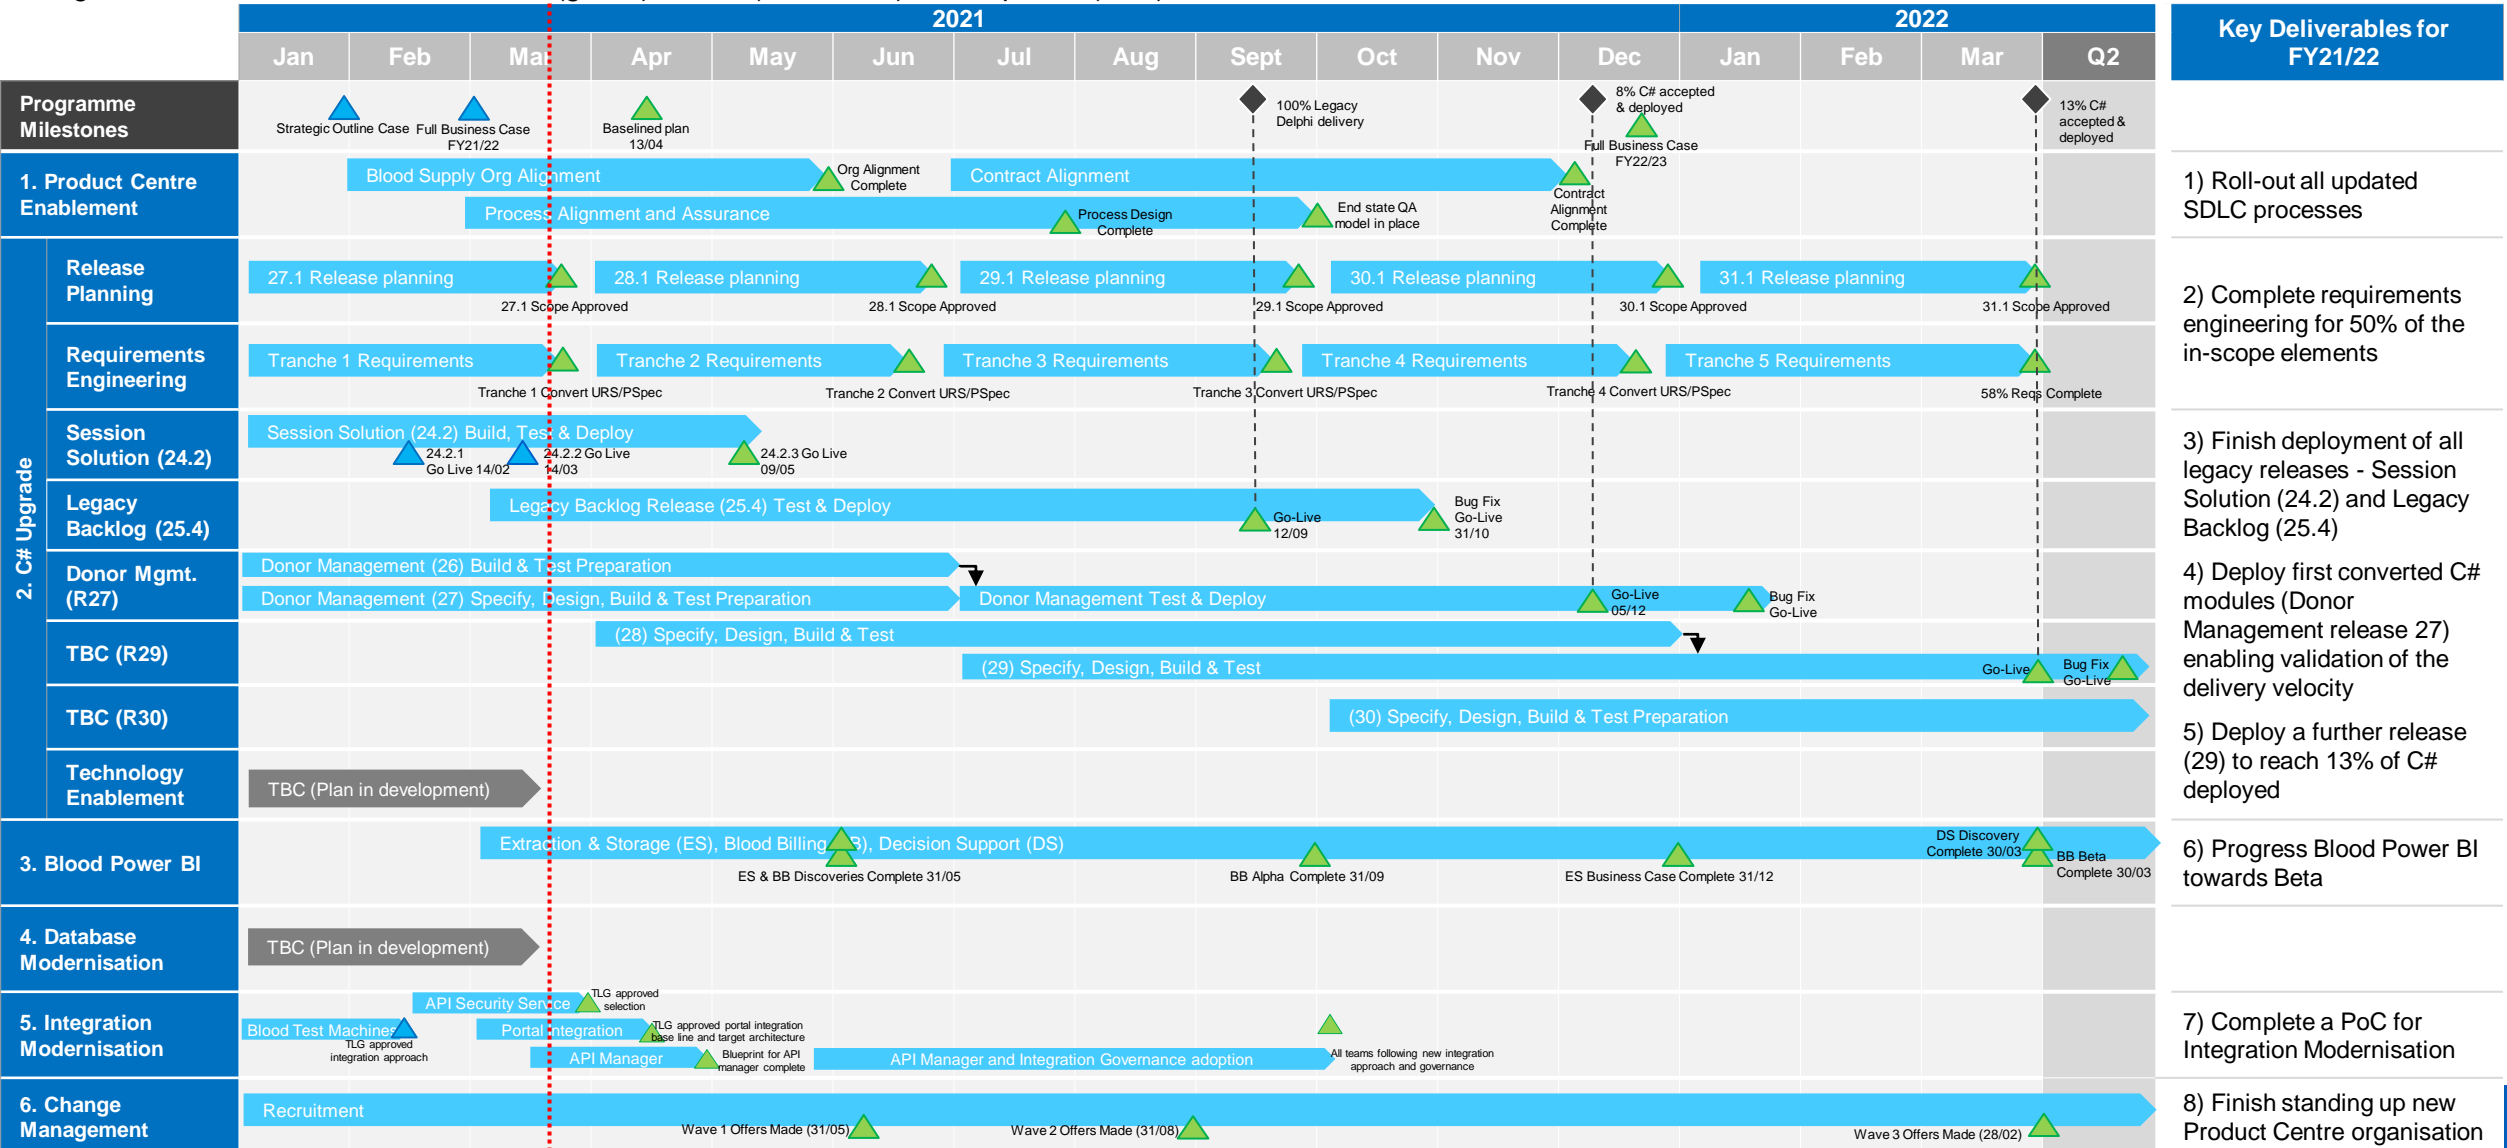 2021
2022
Key Deliverables for
FY21/22
Jan
Feb
Mar
Apr
May
Jun
Jul
Aug
Sept
Oct
Nov
Dec
Jan
Feb
Mar
Q2
Programme
Milestones
Strategic Outline Case
Full Business Case
FY21/22
Baselined plan
13/04
100% Legacy
Delphi delivery
8% C# accepted
& deployed
Full Business Case
FY22/23
13% C#
accepted &
deployed
1. Product Centre
Enablement
Blood Supply Org Alignment
Org Alignment
Complete
Contract Alignment
Contract
Alignment
Complete
Process Alignment and Assurance
Process Design
Complete
End state QA
model in place
1) Roll-out all updated
SDLC processes
2. C# Upgrade
Release
Planning
27.1 Release planning
28.1 Release planning
29.1 Release planning
30.1 Release planning
31.1 Release planning
27.1 Scope Approved
28.1 Scope Approved
29.1 Scope Approved
30.1 Scope Approved
31.1 Scope Approved
2) Complete requirements
engineering for 50% of the
in-scope elements
Requirements
Engineering
Tranche 1 Requirements
Tranche 2 Requirements
Tranche 3 Requirements
Tranche 4 Requirements
Tranche 5 Requirements
Tranche 1 Convert URS/PSpec
Tranche 2 Convert URS/PSpec
Tranche 3 Convert URS/PSpec
Tranche 4 Convert URS/PSpec
58% Reqs Complete
Session
Solution (24.2)
Session Solution (24.2) Build, Test & Deploy
24.2.1
Go Live 14/02
24.2.2 Go Live
14/03
24.2.3 Go Live
09/05
3) Finish deployment of all
legacy releases - Session
Solution (24.2) and Legacy
Backlog (25.4)
Legacy
Backlog (25.4)
Legacy Backlog Release (25.4) Test & Deploy
Go-Live
12/09
Bug Fix
Go-Live
31/10
Donor Mgmt.
(R27)
Donor Management (26) Build & Test Preparation
Donor Management (27) Specify, Design, Build & Test Preparation
Donor Management Test & Deploy
Go-Live
05/12
Bug Fix
Go-Live
4) Deploy first converted C#
modules (Donor
Management release 27)
enabling validation of the
delivery velocity
TBC (R29)
(28) Specify, Design, Build & Test
(29) Specify, Design, Build & Test
Go-Live
Bug Fix
Go-Live
TBC (R30)
(30) Specify, Design, Build & Test Preparation
5) Deploy a further release
(29) to reach 13% of C#
deployed
Technology
Enablement
TBC (Plan in development)
3. Blood Power BI
Extraction & Storage (ES), Blood Billing B), Decision Support (DS)
ES & BB Discoveries Complete 31/05
BB Alpha Complete 31/09
ES Business Case Complete 31/12
DS Discovery
Complete 30/03
BB Beta
Complete 30/03
6) Progress Blood Power BI
towards Beta
4. Database
Modernisation
TBC (Plan in development)
5. Integration
Modernisation
API Security Service
TLG approved
selection
Blood Test Machines
TLG approved
integration approach
Portal Integration
TLG approved portal integration
base line and target architecture
API Manager
Blueprint for API
manager complete
API Manager and Integration Governance adoption
All teams following new integration
approach and governance
7) Complete a PoC for
Integration Modernisation
6. Change
Management
Recruitment
Wave 1 Offers Made (31/05)
Wave 2 Offers Made (31/08)
Wave 3 Offers Made (28/02)
8) Finish standing up new
Product Centre organisation